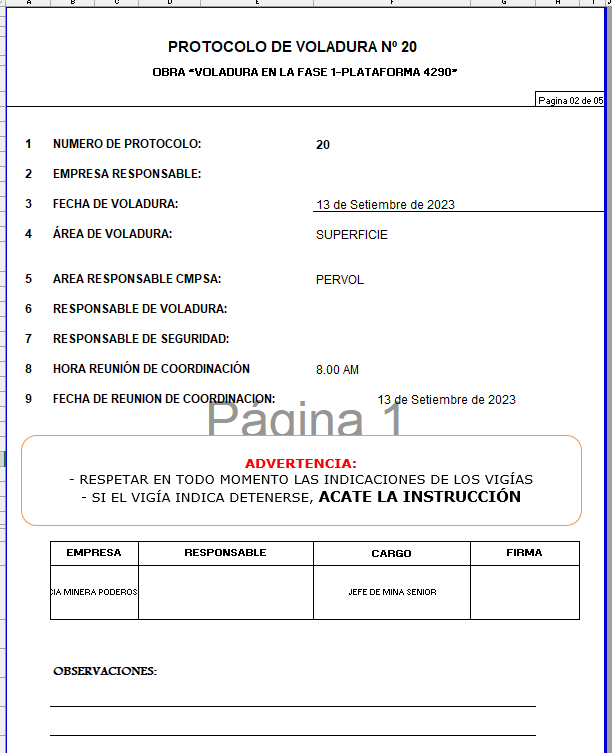 A B C D E F G H I J
PROTOCOLO DE VOLADURA Nº 20
OBRA “VOLADURA EN LA FASE 1-PLATAFORMA 4290”
Pagina 02 de 05
1 NUMERO DE PROTOCOLO: 20
2 EMPRESA RESPONSABLE:
3 FECHA DE VOLADURA: 13 de Setiembre de 2023
4 ÁREA DE VOLADURA: SUPERFICIE
5 AREA RESPONSABLE CMPSA: PERVOL
6 RESPONSABLE DE VOLADURA:
7 RESPONSABLE DE SEGURIDAD:
8 HORA REUNIÓN DE COORDINACIÓN 8.00 AM
9 FECHA DE REUNION DE COORDINACION: 13 de Setiembre de 2023
Página 1
ADVERTENCIA:
- RESPETAR EN TODO MOMENTO LAS INDICACIONES DE LOS VIGÍAS
- SI EL VIGÍA INDICA DETENERSE, ACATE LA INSTRUCCIÓN
EMPRESA RESPONSABLE CARGO FIRMA
CIA MINERA PODEROS JEFE DE MINA SENIOR
OBSERVACIONES: